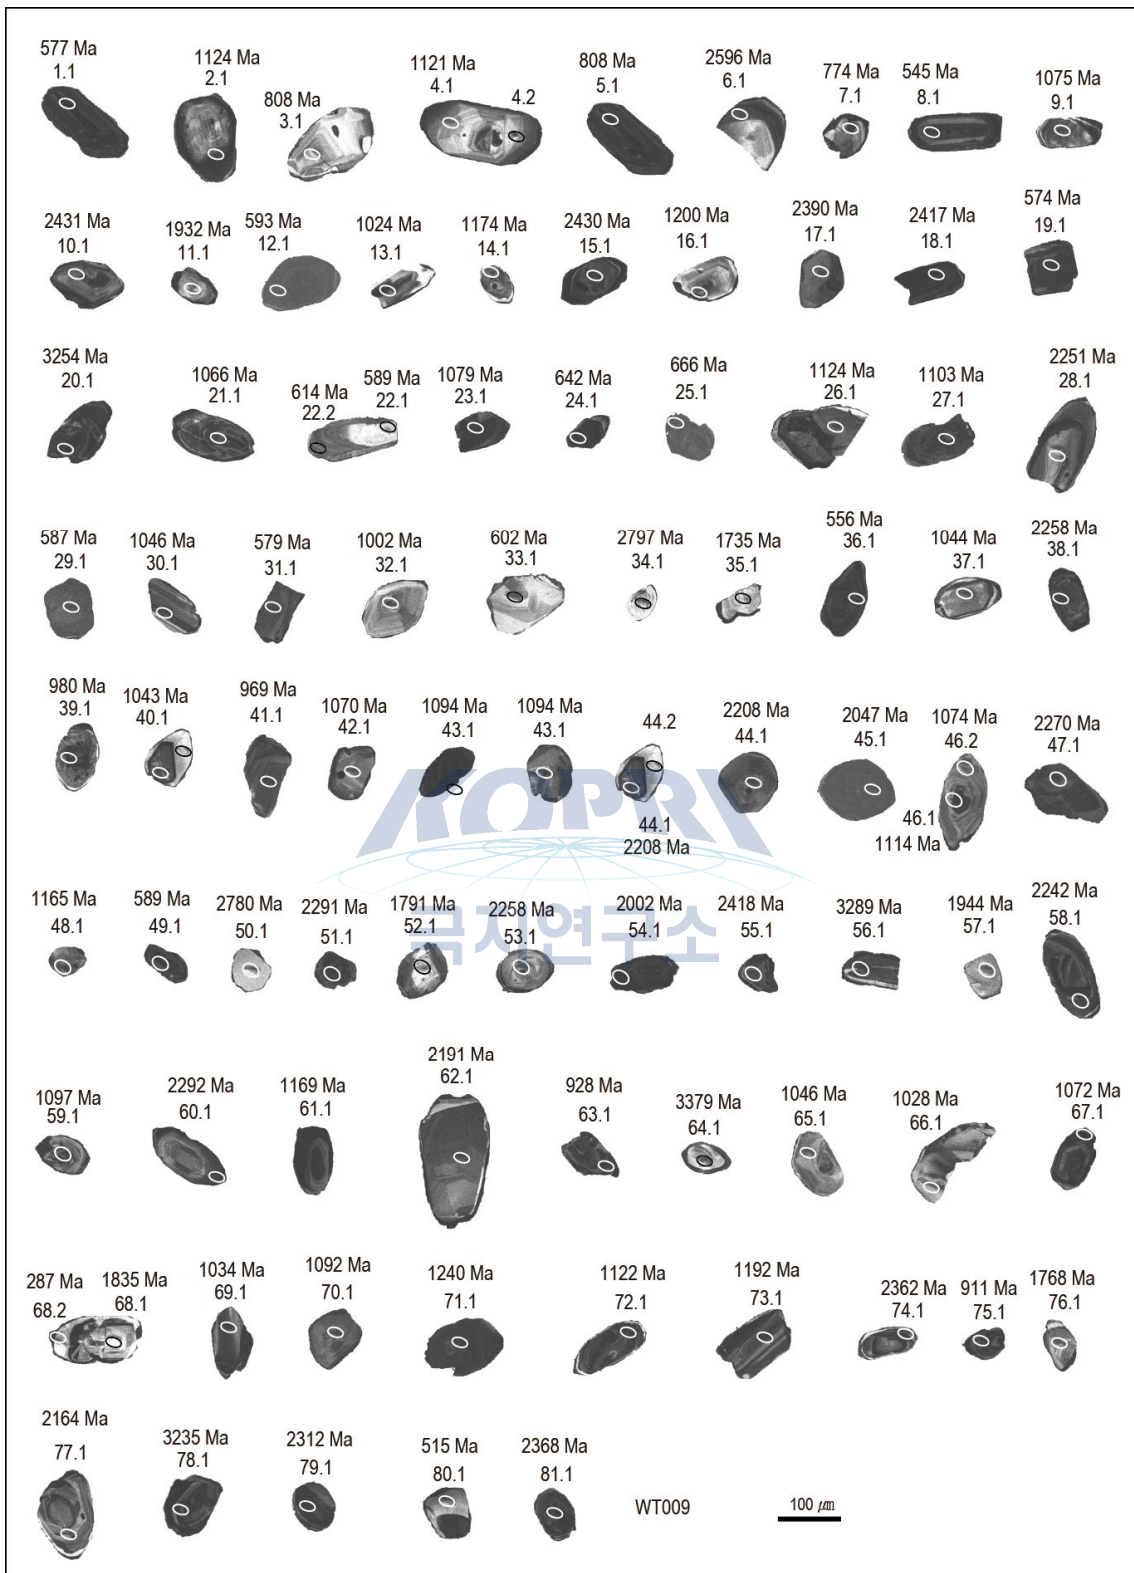 577 Ma
1.1
1124 Ma
2.1
808 Ma
3.1
1121 Ma
4.1
4.2
808 Ma
5.1
2596 Ma
6.1
774 Ma
7.1
545 Ma
8.1
1075 Ma
9.1
2431 Ma
10.1
1932 Ma
11.1
593 Ma
12.1
1024 Ma
13.1
1174 Ma
14.1
2430 Ma
15.1
1200 Ma
16.1
2390 Ma
17.1
2417 Ma
18.1
574 Ma
19.1
3254 Ma
20.1
1066 Ma
21.1
614 Ma
22.2
589 Ma
22.1
1079 Ma
23.1
642 Ma
24.1
666 Ma
25.1
1124 Ma
26.1
1103 Ma
27.1
2251 Ma
28.1
587 Ma
29.1
1046 Ma
30.1
579 Ma
31.1
1002 Ma
32.1
602 Ma
33.1
2797 Ma
34.1
1735 Ma
35.1
556 Ma
36.1
1044 Ma
37.1
2258 Ma
38.1
980 Ma
39.1
1043 Ma
40.1
969 Ma
41.1
1070 Ma
42.1
1094 Ma
43.1
1094 Ma
43.1
44.2
44.1
2208 Ma
2208 Ma
44.1
2047 Ma
45.1
1074 Ma
46.2
46.1
1114 Ma
2270 Ma
47.1
KOPRI
극지연구소
1165 Ma
48.1
589 Ma
49.1
2780 Ma
50.1
2291 Ma
51.1
1791 Ma
52.1
2258 Ma
53.1
2002 Ma
54.1
2418 Ma
55.1
3289 Ma
56.1
1944 Ma
57.1
2242 Ma
58.1
1097 Ma
59.1
2292 Ma
60.1
1169 Ma
61.1
2191 Ma
62.1
928 Ma
63.1
3379 Ma
64.1
1046 Ma
65.1
1028 Ma
66.1
1072 Ma
67.1
287 Ma
68.2
1835 Ma
68.1
1034 Ma
69.1
1092 Ma
70.1
1240 Ma
71.1
1122 Ma
72.1
1192 Ma
73.1
2362 Ma
74.1
911 Ma
75.1
1768 Ma
76.1
2164 Ma
77.1
3235 Ma
78.1
2312 Ma
79.1
515 Ma
80.1
2368 Ma
81.1
WT009
100 ㎛